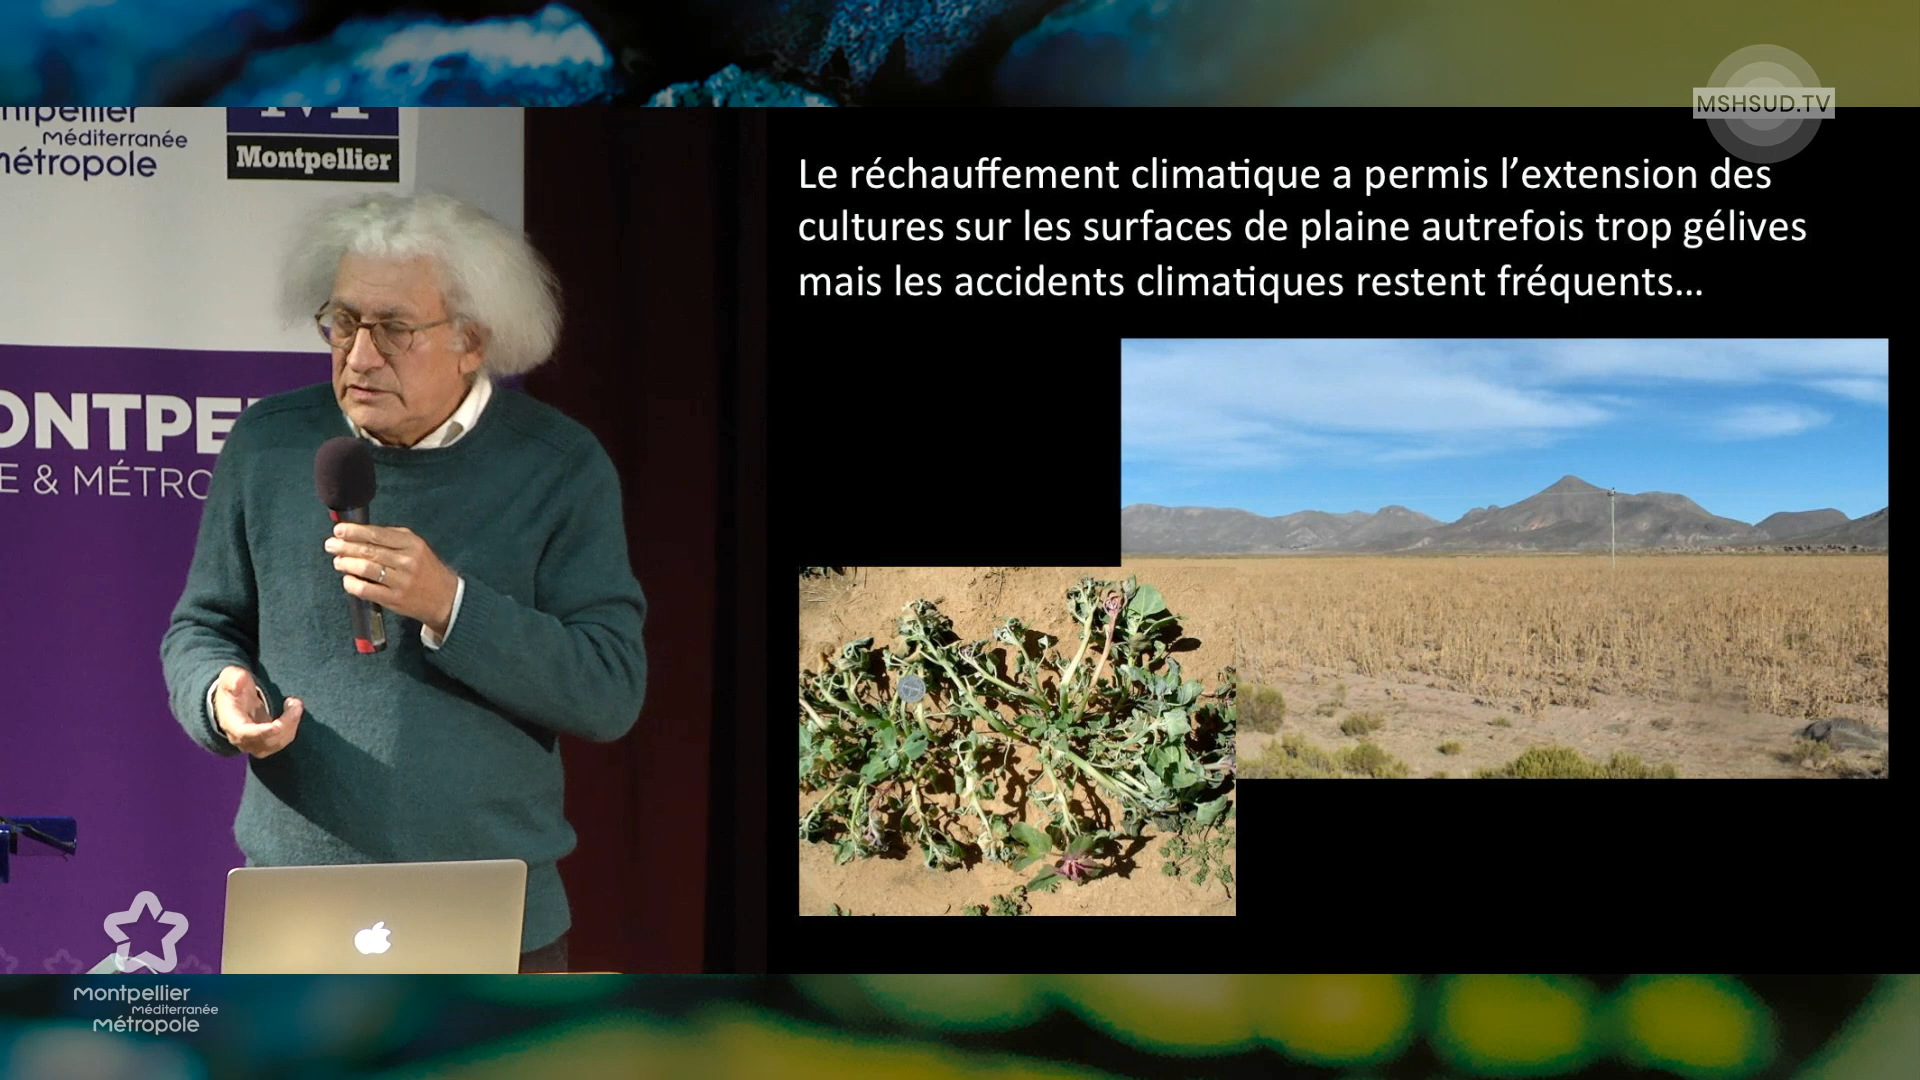 MSHSUD.TV
méditerranée
métropole
Montpellier
Le réchauffement climatique a permis l’extension des
cultures sur les surfaces de plaine autrefois trop gélives
mais les accidents climatiques restent fréquents...
& MÉTRO
montpellier
méditerranée
métropole